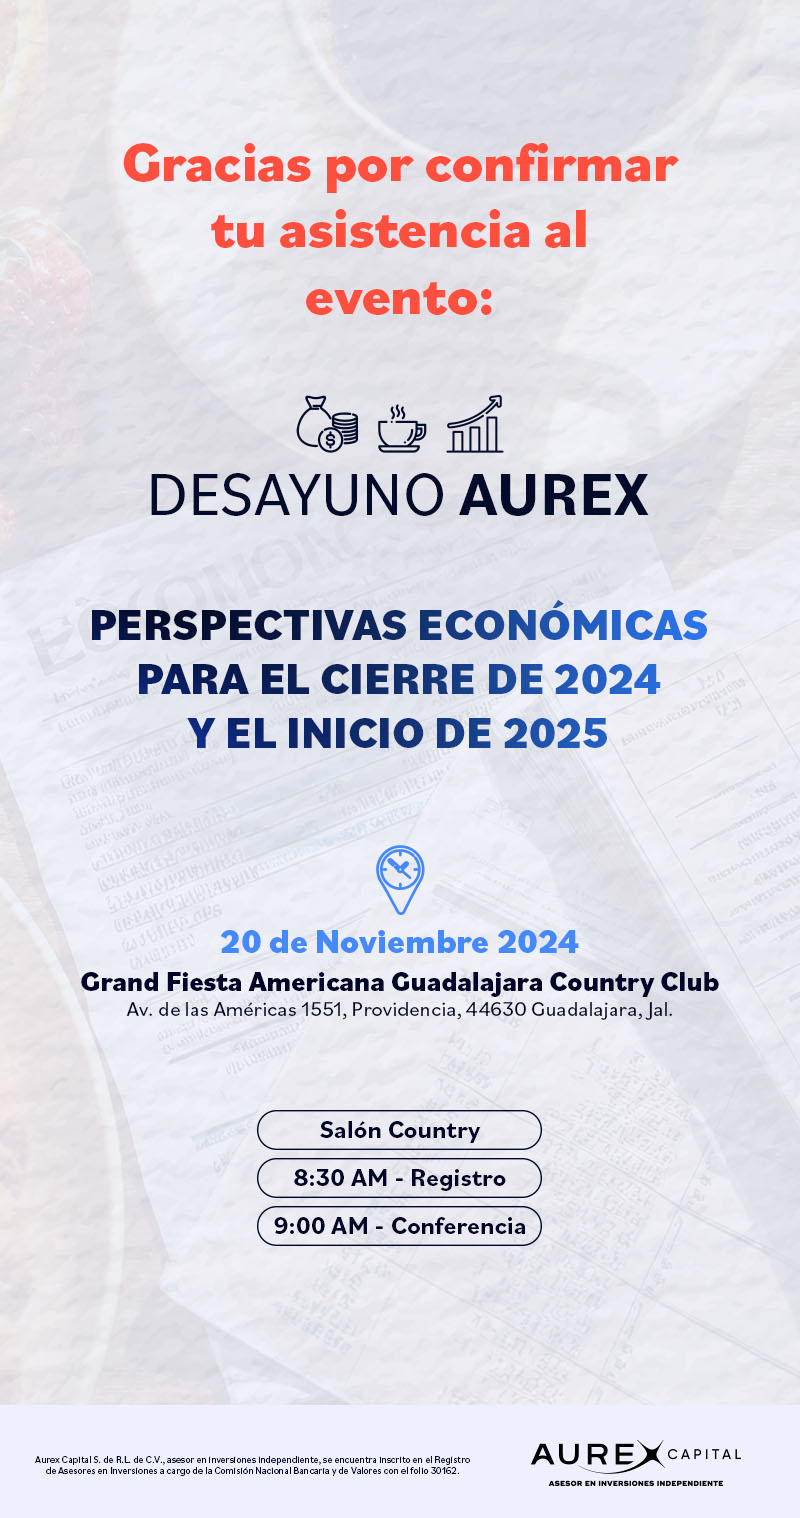 Gracias por confirmar
tu asistencia al
evento:
DESAYUNO AUREX
PERSPECTIVAS ECONÓMICAS
PARA EL CIERRE DE 2024
Y EL INICIO DE 2025
20 de Noviembre 2024
Grand Fiesta Americana Guadalajara Country Club
Av. de las Américas 1551, Providencia, 44630 Guadalajara, Jal.
Salón Country
8:30 AM - Registro
9:00 AM - Conferencia
Aurex Capital S. de R.L. de C.V., asesor en inversiones independiente, se encuentra inscrito en el Registro
de Asesores en Inversiones a cargo de la Comisión Nacional Bancaria y de Valores con el folio 30162.
AUREX CAPITAL
ASESOR EN INVERSIONES INDEPENDIENTE